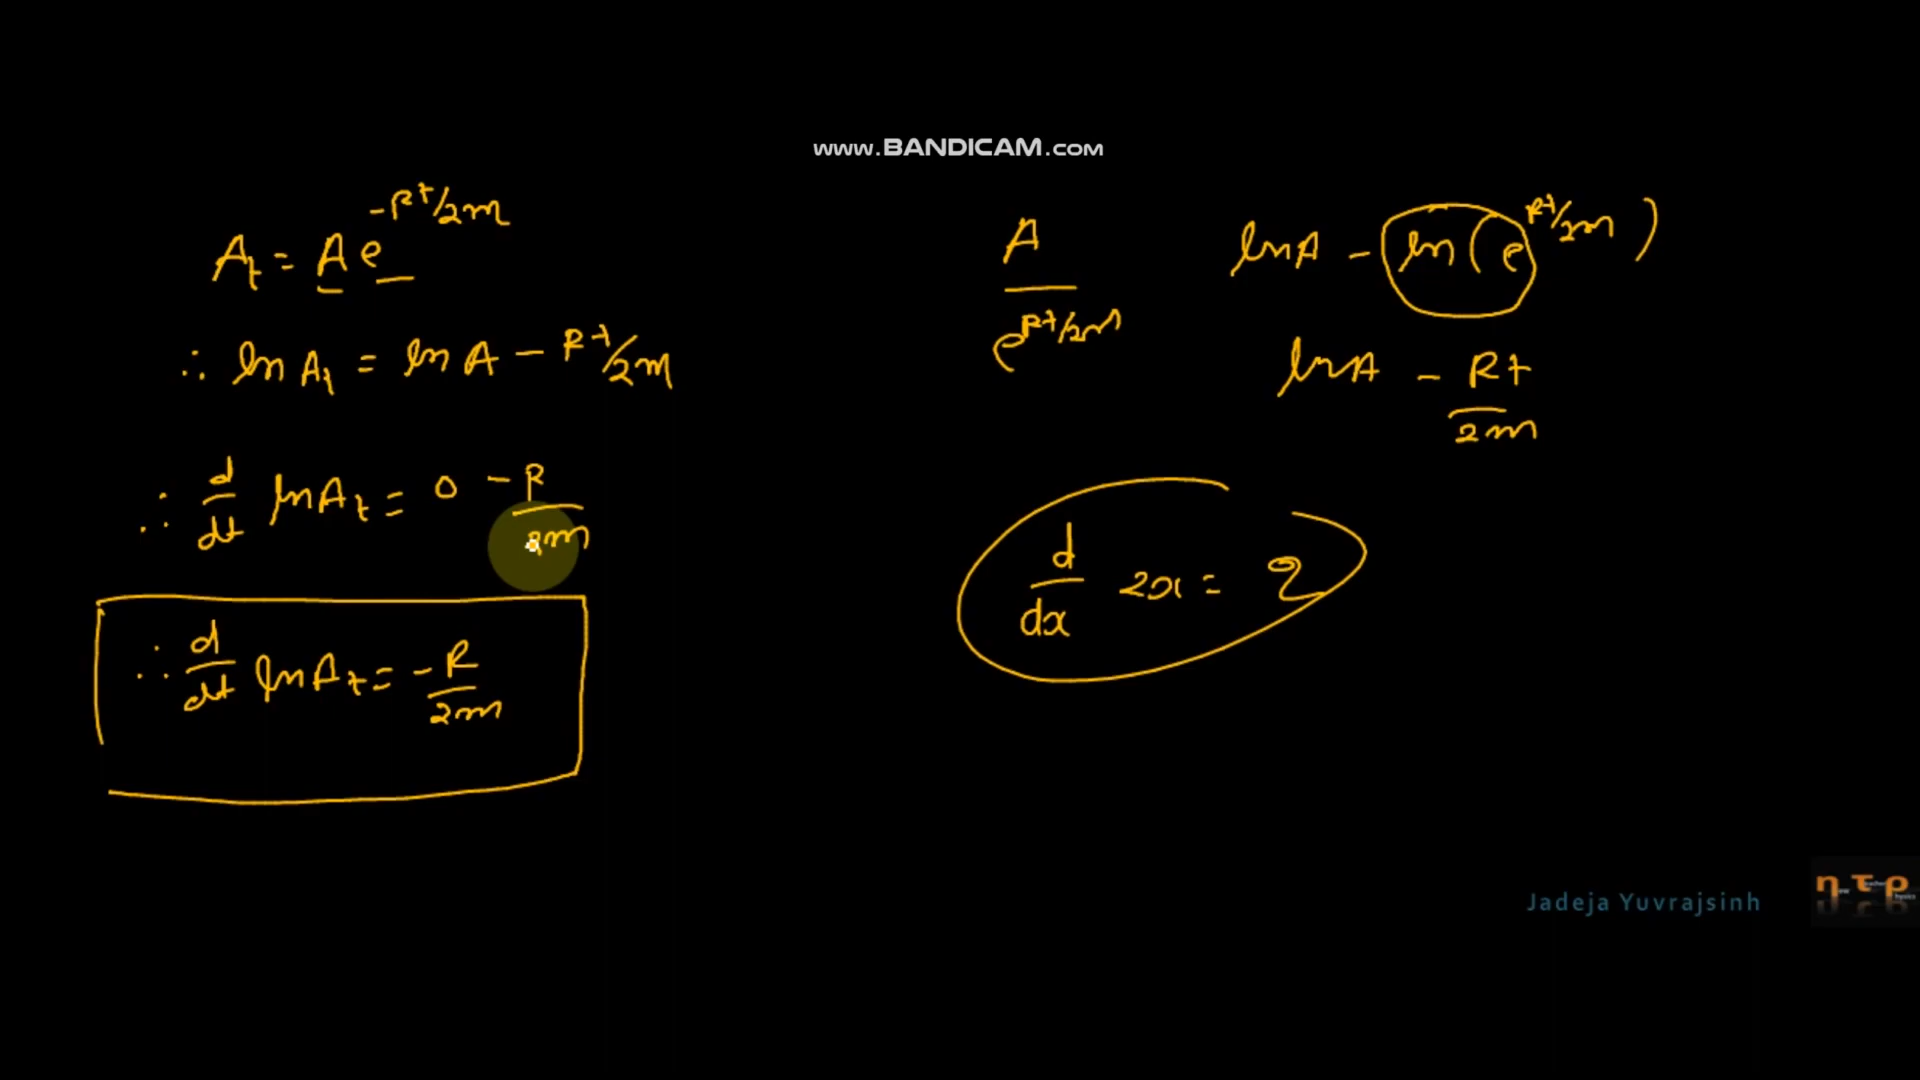 www.BANDICAM.com
A_t = A e^{-Rt/2m}
∴ ln A_t = ln A - Rt/2m
∴ d/dt ln A_t = 0 - R/2m
∴ d/dt ln A_t = - R/2m
A / e^{Rt/2m}
ln A - ln (e^{Rt/2m})
ln A - Rt/2m
d/dx 2x = 2
Jadeja Yuvrajsinh
ητρ